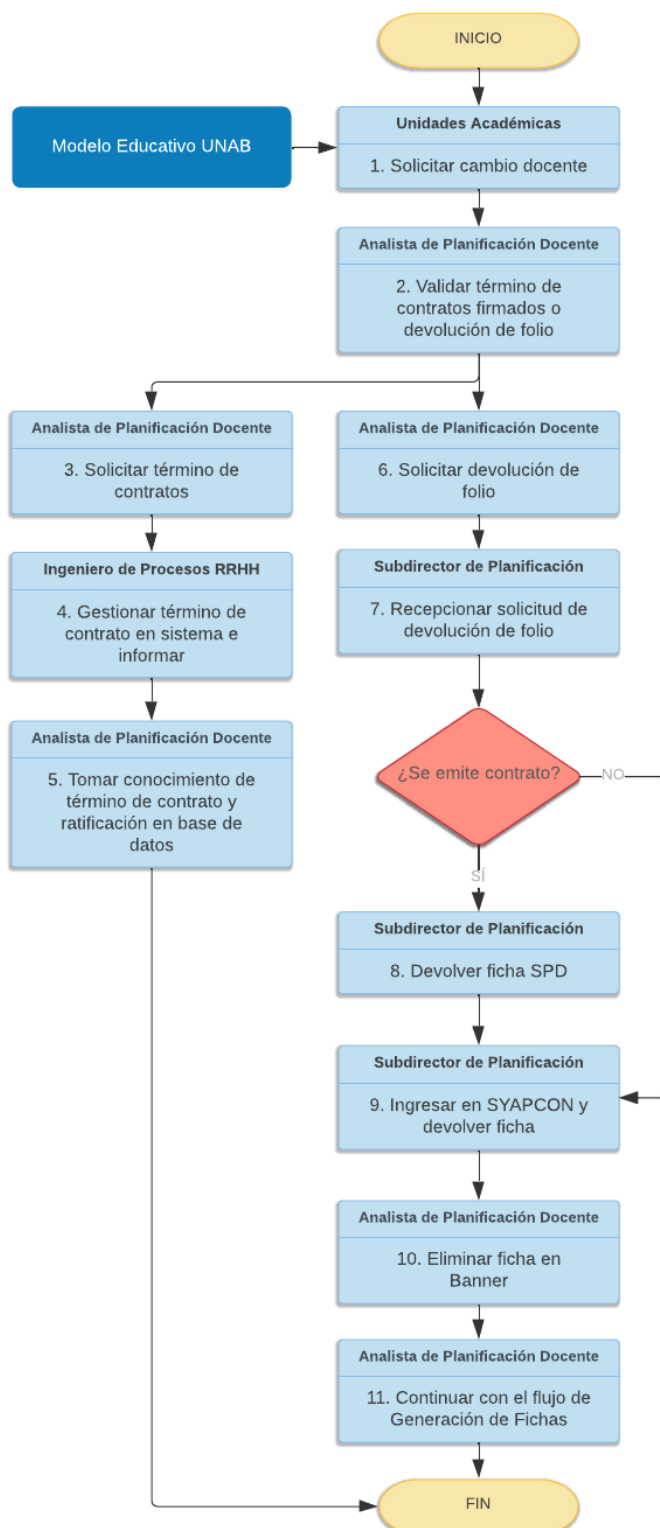 INICIO
Modelo Educativo UNAB
Unidades Académicas
1. Solicitar cambio docente
Analista de Planificación Docente
2. Validar término de
contratos firmados o
devolución de folio
Analista de Planificación Docente
3. Solicitar término de
contratos
Ingeniero de Procesos RRHH
4. Gestionar término de
contrato en sistema e
informar
Analista de Planificación Docente
5. Tomar conocimiento de
término de contrato y
ratificación en base de
datos
Analista de Planificación Docente
6. Solicitar devolución de
folio
Subdirector de Planificación
7. Recepcionar solicitud de
devolución de folio
¿Se emite contrato?
NO
SÍ
Subdirector de Planificación
8. Devolver ficha SPD
Subdirector de Planificación
9. Ingresar en SYAPCON y
devolver ficha
Analista de Planificación Docente
10. Eliminar ficha en
Banner
Analista de Planificación Docente
11. Continuar con el flujo de
Generación de Fichas
FIN